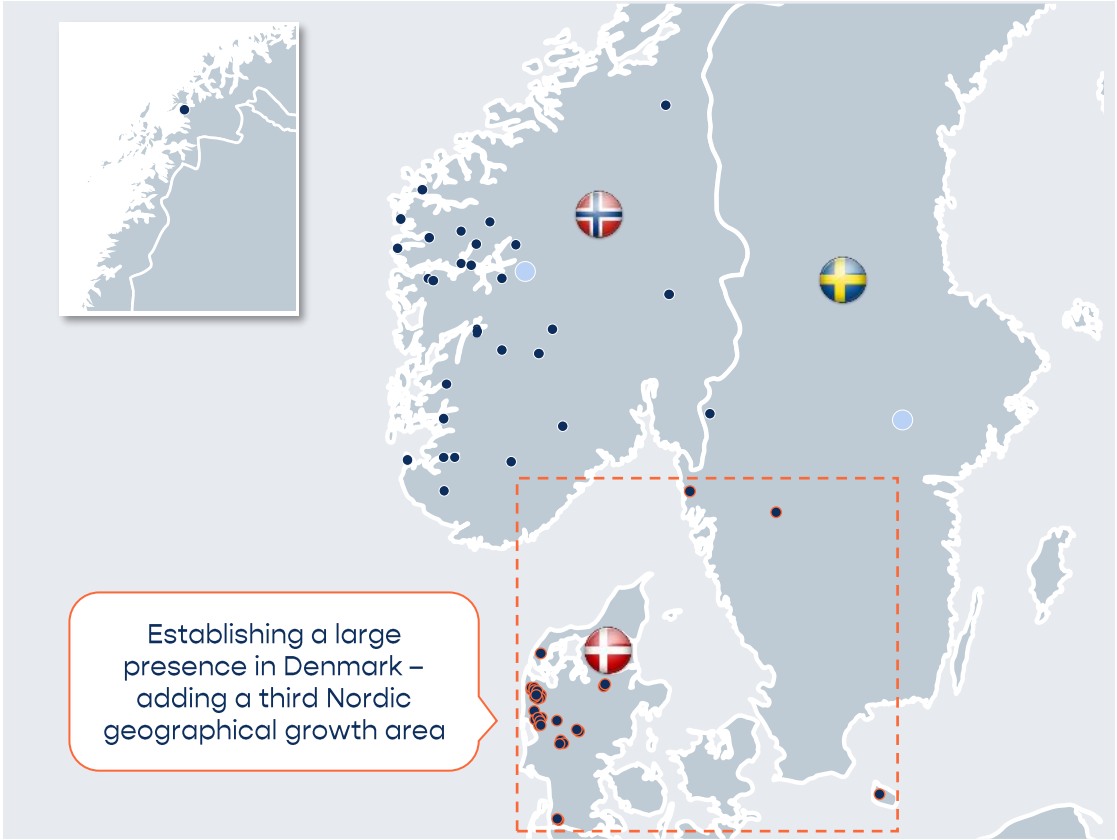 Establishing a large
presence in Denmark –
adding a third Nordic
geographical growth area